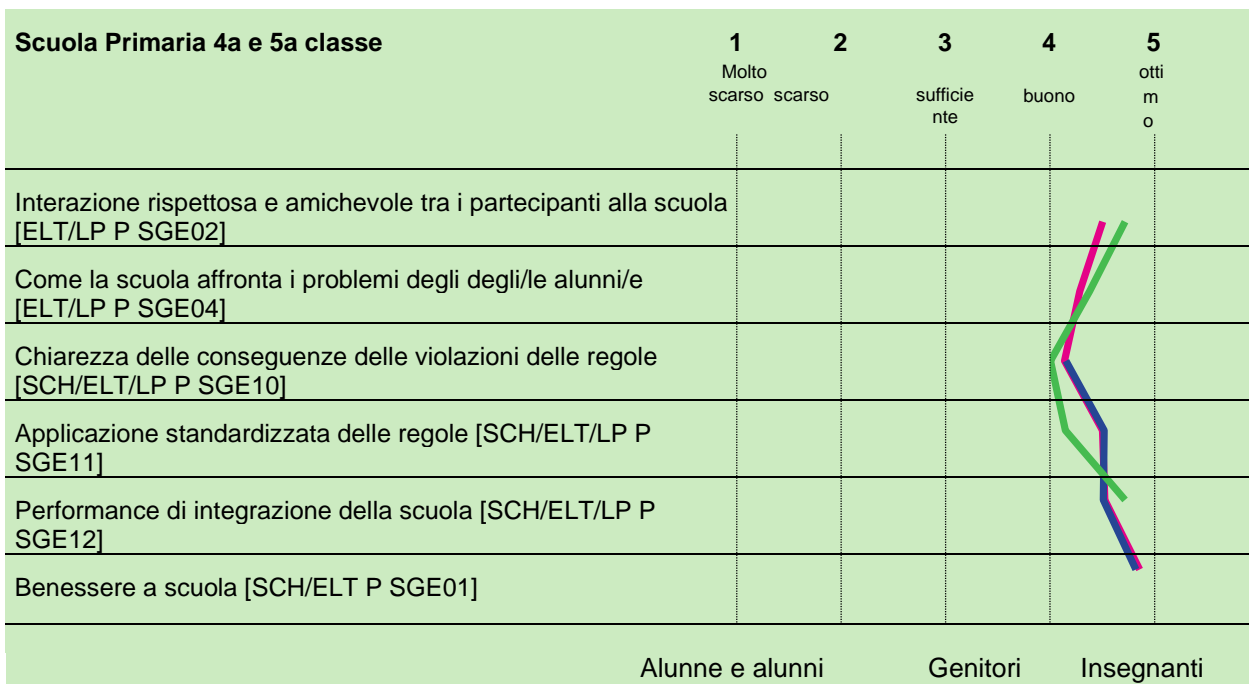 Scuola Primaria 4a e 5a classe 1 2 3 4 5
Molto scarso scarso sufficie nte buono otti m o
Interazione rispettosa e amichevole tra i partecipanti alla scuola
[ELT/LP P SGE02]
Come la scuola affronta i problemi degli degli/le alunni/e
[ELT/LP P SGE04]
Chiarezza delle conseguenze delle violazioni delle regole
[SCH/ELT/LP P SGE10]
Applicazione standardizzata delle regole [SCH/ELT/LP P
SGE11]
Performance di integrazione della scuola [SCH/ELT/LP P
SGE12]
Benessere a scuola [SCH/ELT P SGE01]
Alunne e alunni Genitori Insegnanti